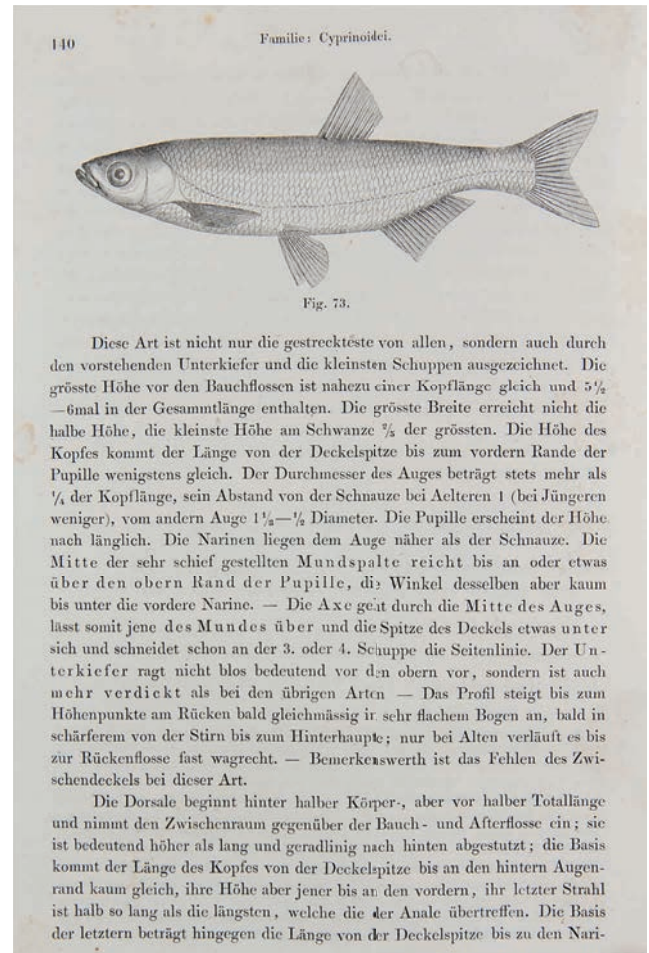 140
Familie: Cyprinoidei.
Fig. 73.
Diese Art ist nicht nur die gestreckteste von allen, sondern auch durch
den vorstehenden Unterkiefer und die kleinsten Schuppen ausgezeichnet. Die
grösste Höhe vor den Bauchflossen ist nahezu einer Kopflänge gleich und 5½
—6mal in der Gesammtlänge enthalten. Die grösste Breite erreicht nicht die
halbe Höhe, die kleinste Höhe am Schwanze ⅖ der grössten. Die Höhe des
Kopfes kommt der Länge von der Deckelspitze bis zum vordern Rande der
Pupille wenigstens gleich. Der Durchmesser des Auges beträgt stets mehr als
¼ der Kopflänge, sein Abstand von der Schnauze bei Aelteren 1 (bei Jüngeren
weniger), vom andern Auge 1⅓—½ Diameter. Die Pupille erscheint der Höhe
nach länglich. Die Narinen liegen dem Auge näher als der Schnauze. Die
Mitte der sehr schief gestellten Mundspalte reicht bis an oder etwas
über den obern Rand der Pupille, die Winkel desselben aber kaum
bis unter die vordere Narine. — Die Axe geht durch die Mitte des Auges,
lässt somit jene des Mundes über und die Spitze des Deckels etwas unter
sich und schneidet schon an der 3. oder 4. Schuppe die Seitenlinie. Der Un-
terkiefer ragt nicht blos bedeutend vor den obern vor, sondern ist auch
mehr verdickt als bei den übrigen Arten — Das Profil steigt bis zum
Höhenpunkte am Rücken bald gleichmässig in sehr flachem Bogen an, bald in
schärferem von der Stirn bis zum Hinterhaupte; nur bei Alten verläuft es bis
zur Rückenflosse fast wagrecht. — Bemerkenswerth ist das Fehlen des Zwi-
schendeckels bei dieser Art.
Die Dorsale beginnt hinter halber Körper-, aber vor halber Totallänge
und nimmt den Zwischenraum gegenüber der Bauch- und Afterflosse ein; sie
ist bedeutend höher als lang und geradlinig nach hinten abgestutzt; die Basis
kommt der Länge des Kopfes von der Deckelspitze bis an den hintern Augen-
rand kaum gleich, ihre Höhe aber jener bis an den vordern, ihr letzter Strahl
ist halb so lang als die längsten, welche die der Anale übertreffen. Die Basis
der letztern beträgt hingegen die Länge von der Deckelspitze bis zu den Nari-